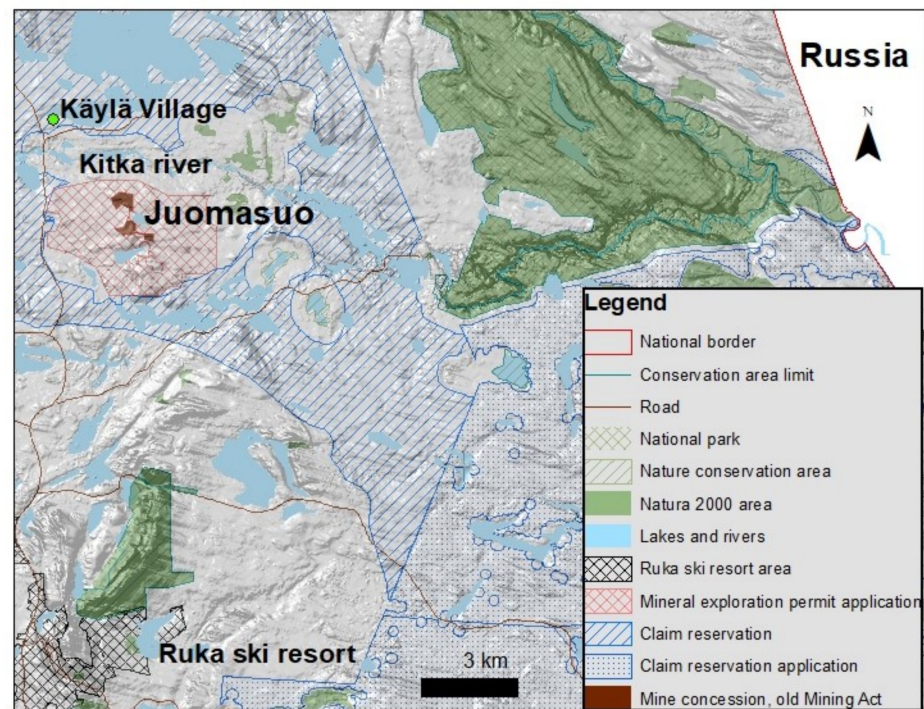 Russia
N
Käylä Village
Kitka river
Juomasuo
Legend
National border
Conservation area limit
Road
National park
Nature conservation area
Natura 2000 area
Lakes and rivers
Ruka ski resort area
Mineral exploration permit application
Claim reservation
Claim reservation application
Mine concession, old Mining Act
Ruka ski resort
3 km